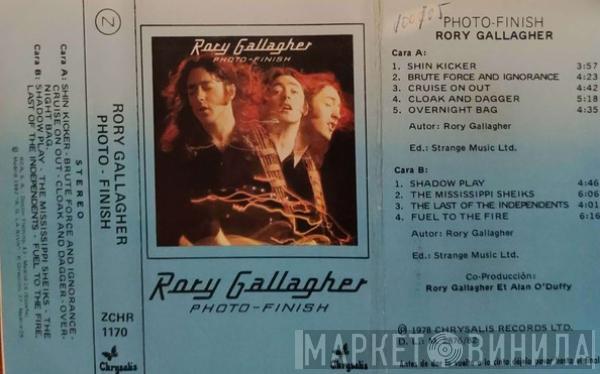 Cara A: SHIN KICKER - BRUTE FORCE AND IGNORANCE -
CRUISE ON OUT - CLOAK AND DAGGER - OVER-
NIGHT BAG.
Cara B: SHADOW PLAY - THE MISSISSIPPI SHEIKS - THE
LAST OF THE INDEPENDENTS - FUEL TO THE FIRE.
Z
STEREO
RORY GALLAGHER
PHOTO - FINISH
ZCHR
1170
Chrysalis
Rory Gallagher
PHOTO-FINISH
Rory Gallagher
PHOTO-FINISH
Chrysalis
PHOTO-FINISH
RORY GALLAGHER
Cara A:
1. SHIN KICKER 3:57
2. BRUTE FORCE AND IGNORANCE 4:23
3. CRUISE ON OUT 4:42
4. CLOAK AND DAGGER 5:18
5. OVERNIGHT BAG 4:35
Autor: Rory Gallagher
Ed.: Strange Music Ltd.
Cara B:
1. SHADOW PLAY 4:46
2. THE MISSISSIPPI SHEIKS 6:06
3. THE LAST OF THE INDEPENDENTS 4:01
4. FUEL TO THE FIRE 6:16
Autor: Rory Gallagher
Ed.: Strange Music Ltd.
Co-Producción:
Rory Gallagher Et Alan O'Duffy
℗ 1978 CHRYSALIS RECORDS LTD.
МАРКЕТ ВИНИЛА